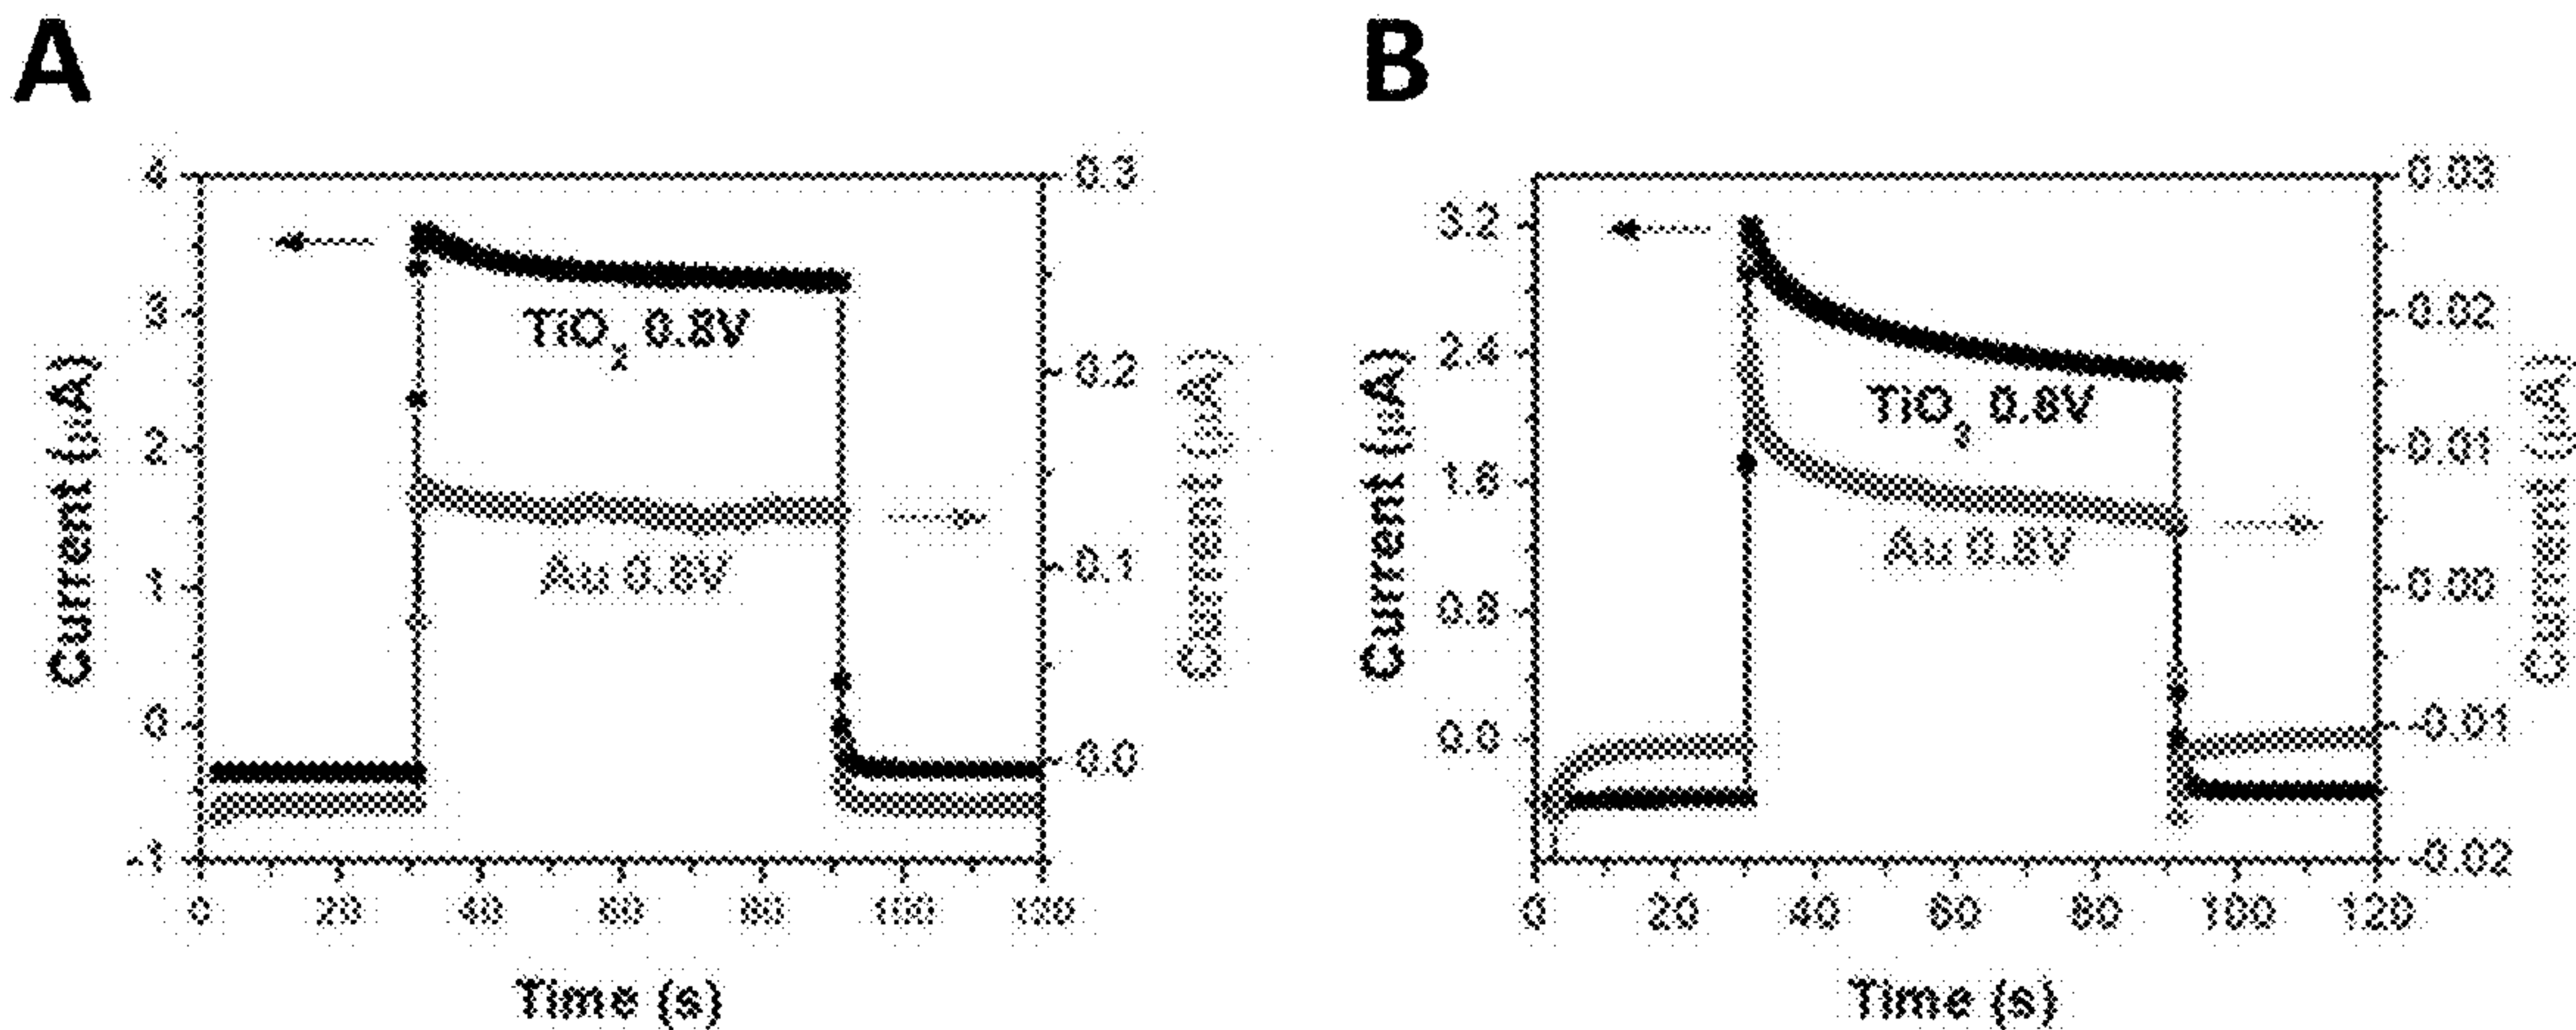 A
4
3
2
1
0
-1
0.3
0.2
0.1
0.0
0 20 40 60 80 100 120
Current (µA)
Current (µA)
TiO2 0.8V
Au 0.8V
Time (s)
B
3.2
2.4
1.6
0.8
0.0
0.03
0.02
0.01
0.00
-0.01
-0.02
0 20 40 60 80 100 120
Current (µA)
Current (µA)
TiO3 0.8V
Au 0.8V
Time (s)